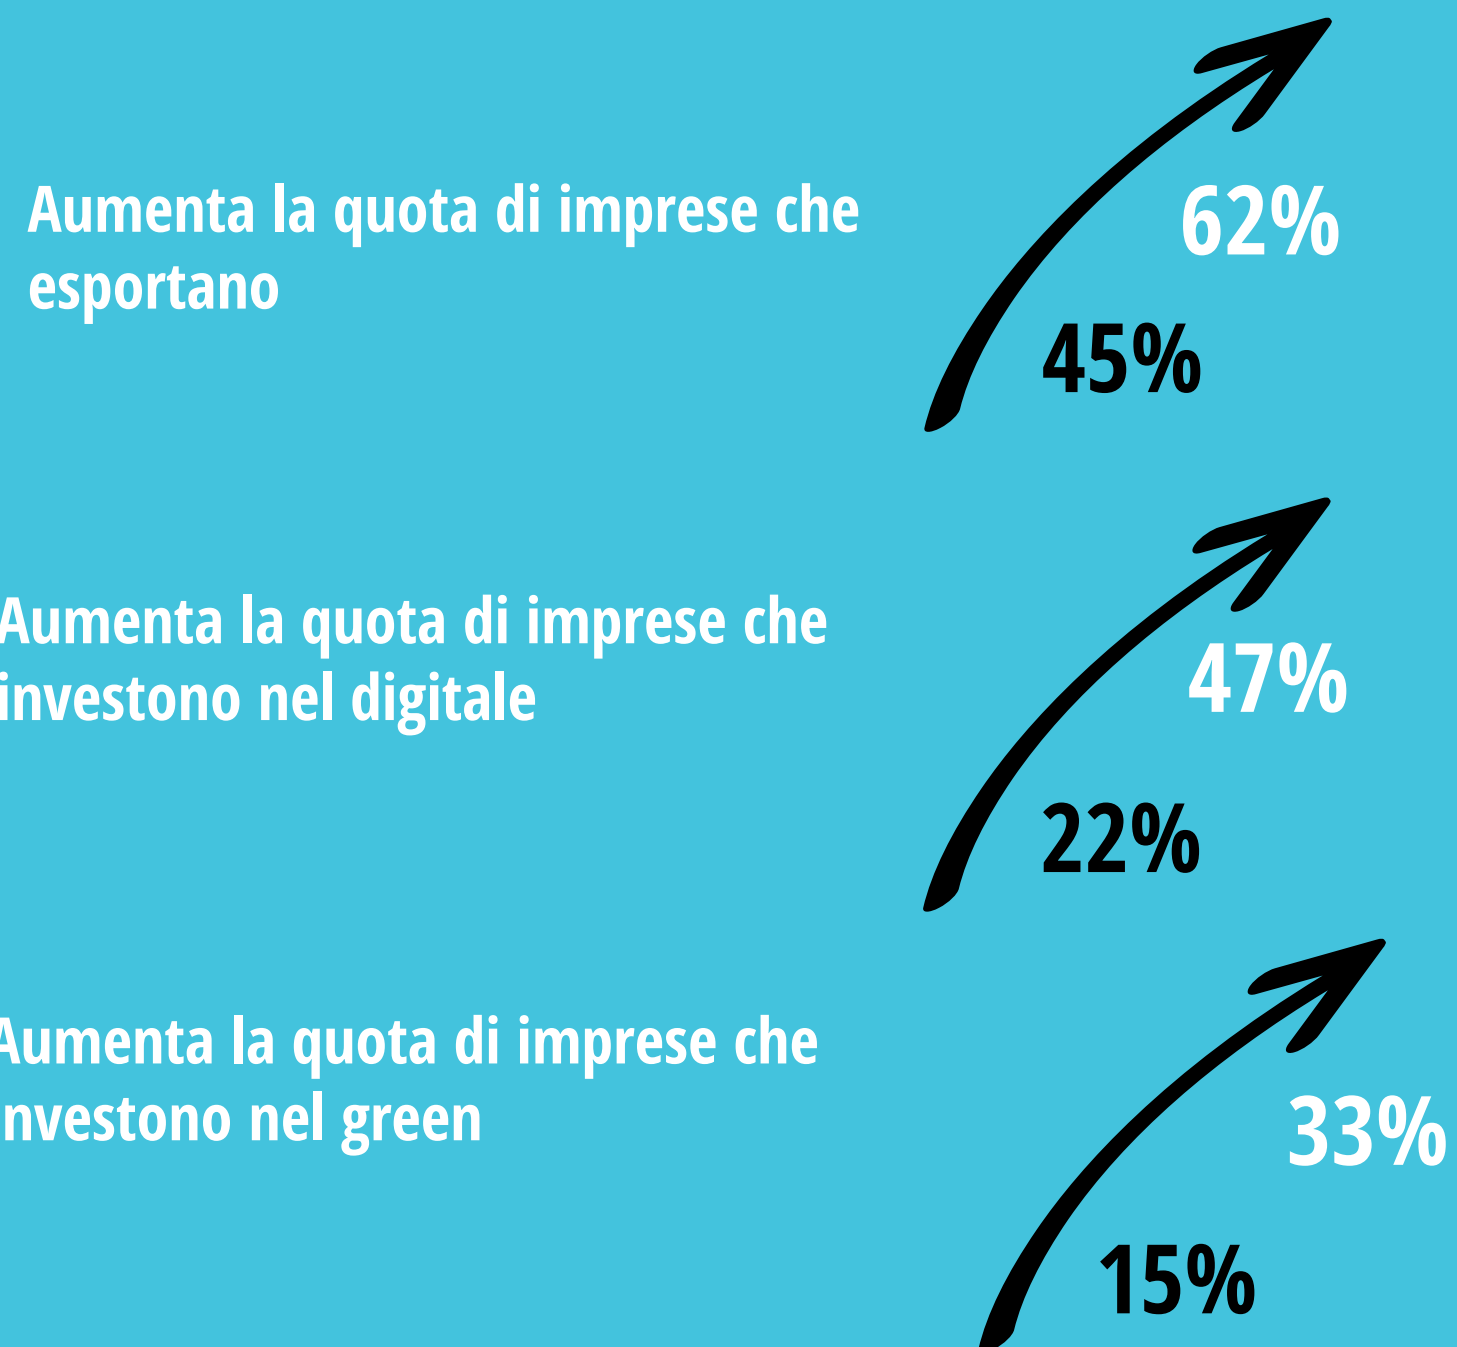 Aumenta la quota di imprese che
esportano
62%
45%
Aumenta la quota di imprese che
investono nel digitale
47%
22%
Aumenta la quota di imprese che
investono nel green
33%
15%